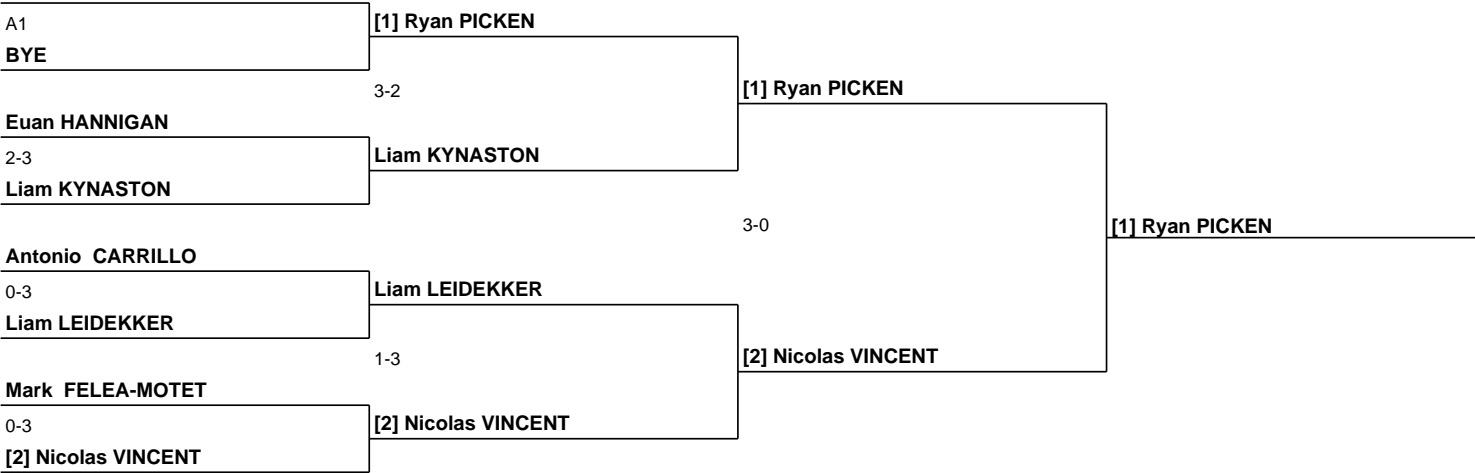 A1
BYE
Euan HANNIGAN
2-3
Liam KYNASTON
Antonio CARRILLO
0-3
Liam LEIDEKKER
Mark FELEA-MOTET
0-3
[2] Nicolas VINCENT
[1] Ryan PICKEN
3-2
Liam KYNASTON
Liam LEIDEKKER
1-3
[2] Nicolas VINCENT
[1] Ryan PICKEN
3-0
[2] Nicolas VINCENT
[1] Ryan PICKEN